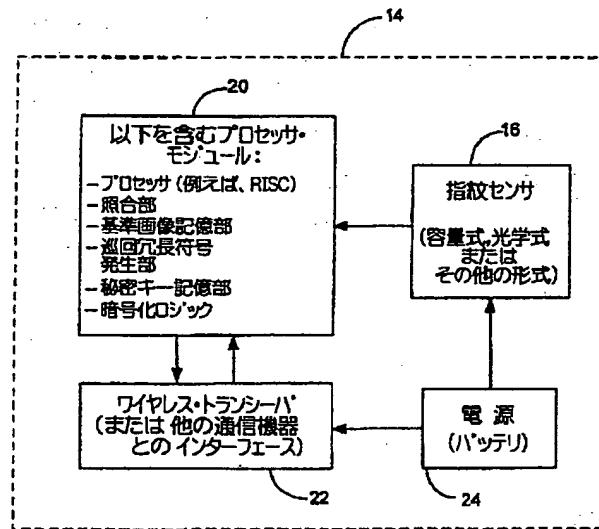 14
20
以下を含むプロセッサ・
モジュール:
−プロセッサ(例えば、RISC)
−照合部
−基準画像記憶部
−巡回冗長符号
発生部
−秘密キー記憶部
−暗号化ロジック
16
指紋センサ
(容量式,光学式
または
その他の形式)
ワイヤレス・トランシーバ
(または他の通信機器
とのインターフェース)
22
電源
(バッテリ)
24